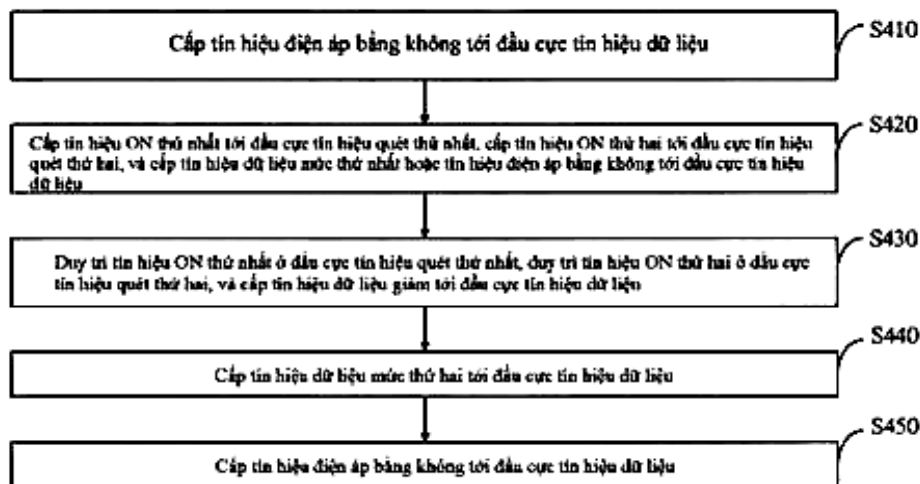 Cấp tín hiệu điện áp bằng không tới đầu cực tín hiệu dữ liệu
S410
Cấp tín hiệu ON thứ nhất tới đầu cực tín hiệu quét thứ nhất, cấp tín hiệu ON thứ hai tới đầu cực tín hiệu
quét thứ hai, và cấp tín hiệu dữ liệu mức thứ nhất hoặc tín hiệu điện áp bằng không tới đầu cực tín hiệu
dữ liệu
S420
Duy trì tín hiệu ON thứ nhất ở đầu cực tín hiệu quét thứ nhất, duy trì tín hiệu ON thứ hai ở đầu cực
tín hiệu quét thứ hai, và cấp tín hiệu dữ liệu giảm tới đầu cực tín hiệu dữ liệu
S430
Cấp tín hiệu dữ liệu mức thứ hai tới đầu cực tín hiệu dữ liệu
S440
Cấp tín hiệu điện áp bằng không tới đầu cực tín hiệu dữ liệu
S450